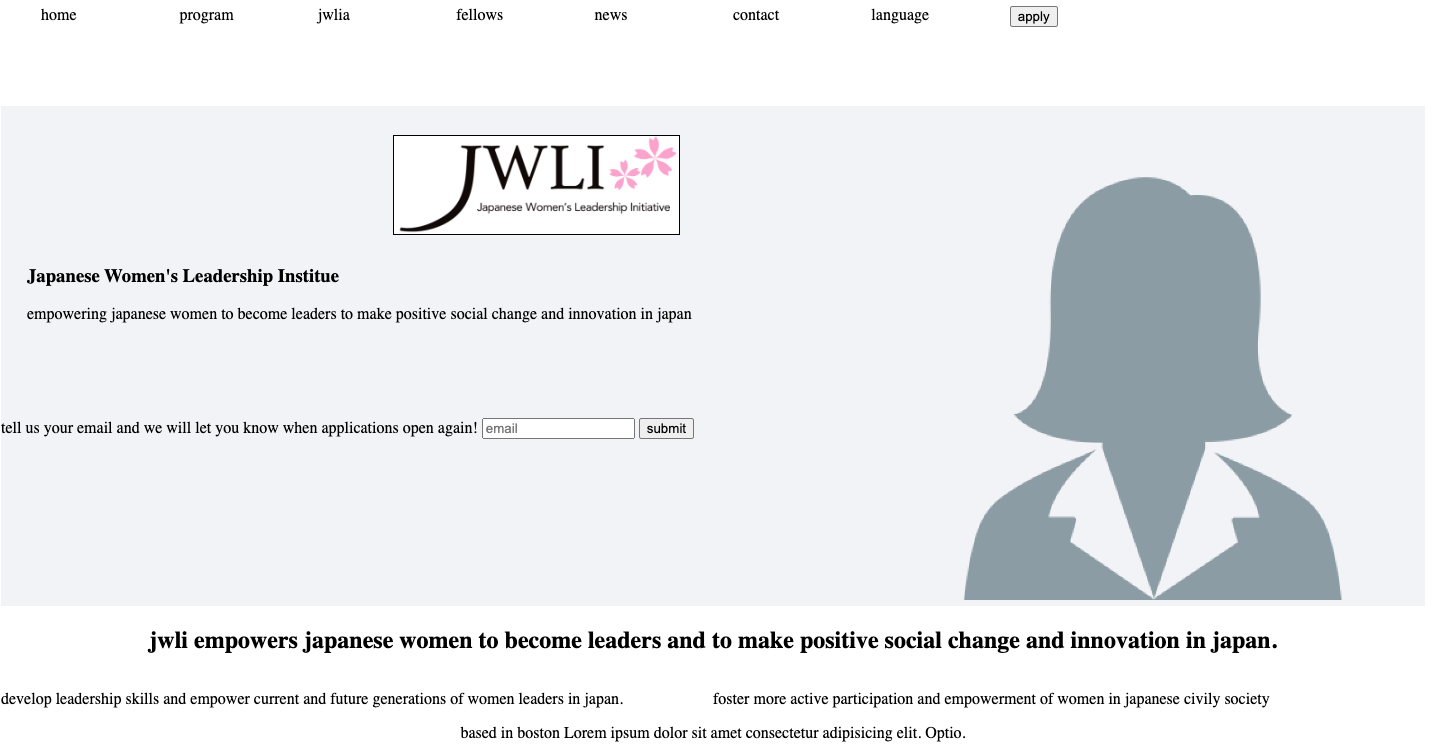 home program jwlia fellows news contact language apply
JWLI
Japanese Women's Leadership Initiative
Japanese Women's Leadership Institue
empowering japanese women to become leaders to make positive social change and innovation in japan
tell us your email and we will let you know when applications open again! email submit
jwli empowers japanese women to become leaders and to make positive social change and innovation in japan.
develop leadership skills and empower current and future generations of women leaders in japan. foster more active participation and empowerment of women in japanese civily society
based in boston Lorem ipsum dolor sit amet consectetur adipisicing elit. Optio.